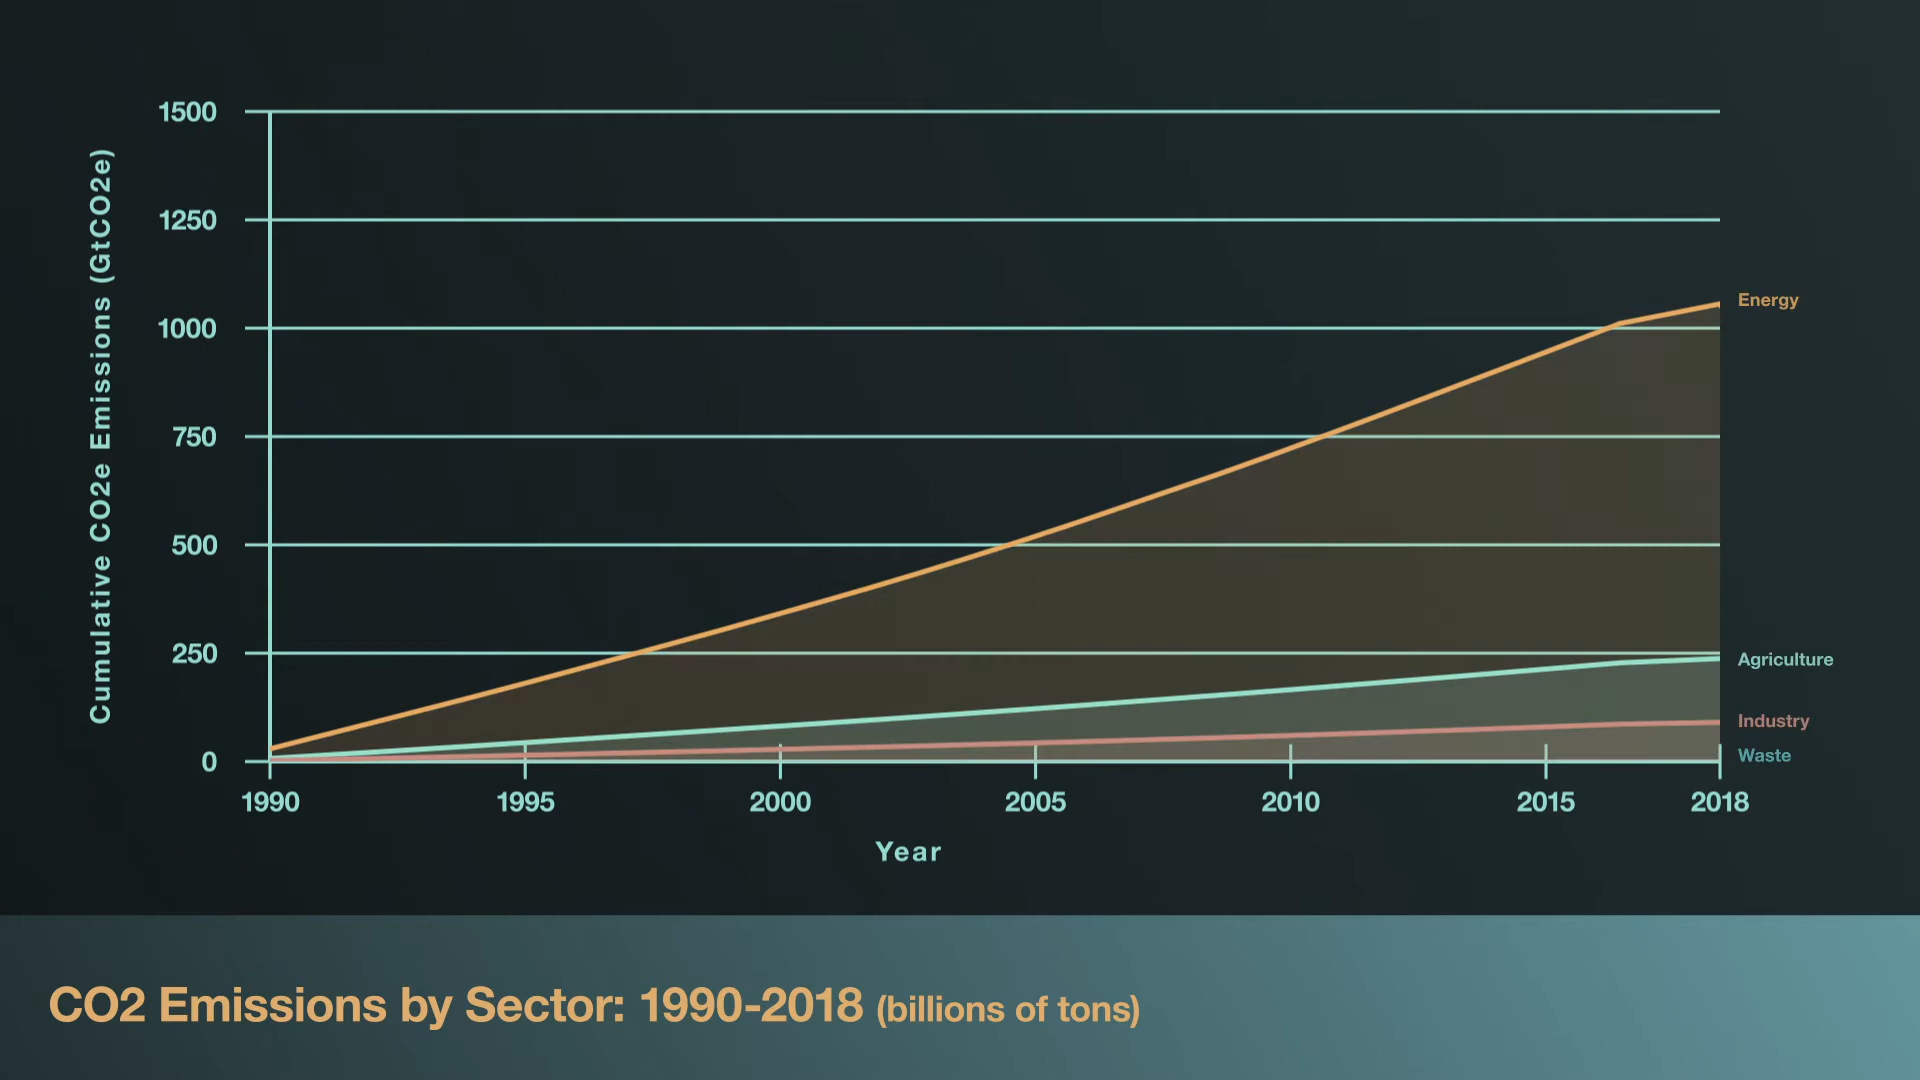 1500
1250
1000
750
500
250
0
Cumulative CO2e Emissions (GtCO2e)
Energy
Agriculture
Industry
Waste
1990 1995 2000 2005 2010 2015 2018
Year
CO2 Emissions by Sector: 1990-2018 (billions of tons)